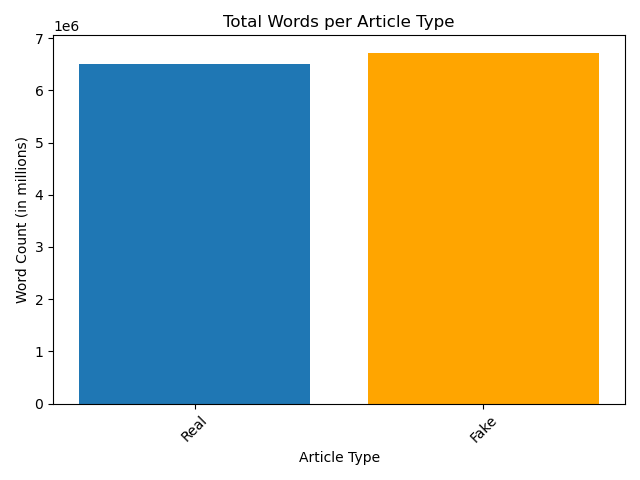 Total Words per Article Type
1e6
7
6
5
4
3
2
1
0
Word Count (in millions)
Real
Fake
Article Type